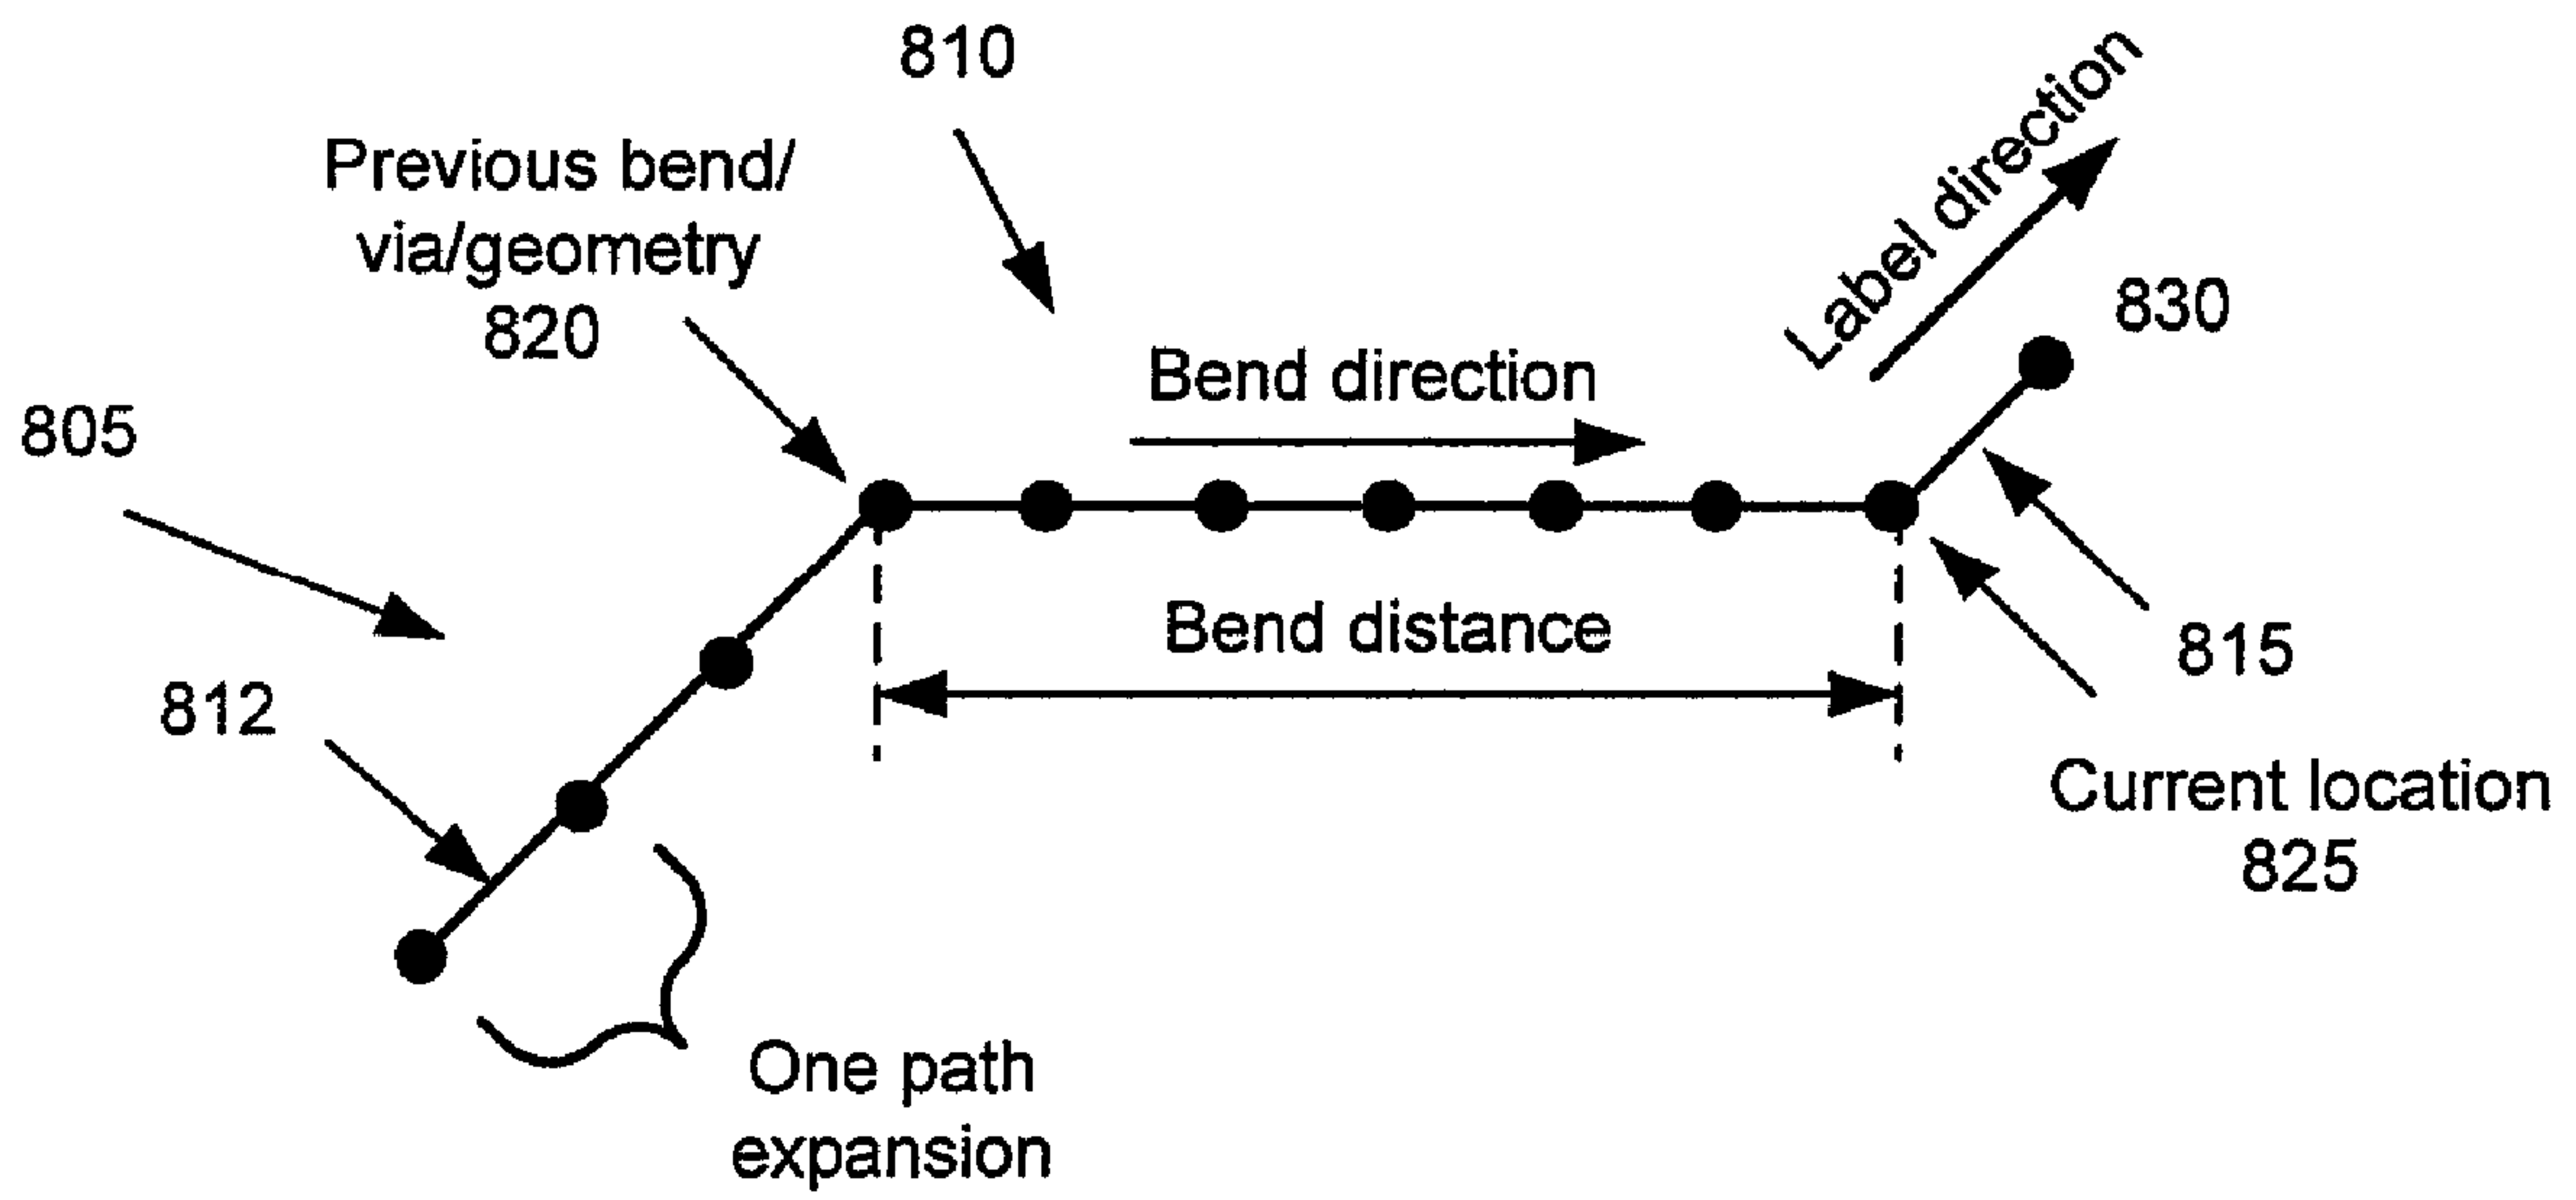 810
Label direction
Previous bend/
via/geometry
820
830
Bend direction
805
Bend distance
815
812
Current location
825
One path
expansion